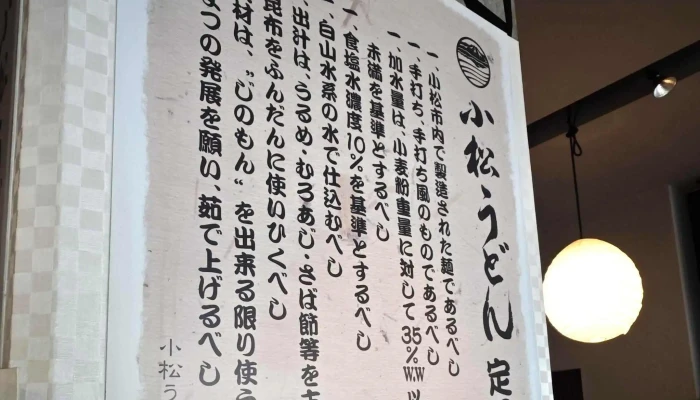 小松うどん 定
一、小松市内で製造された麺であるべし
一、手打ち、手打ち風のものであるべし
一、加水量は、小麦粉重量に対して35%W.W以
未満を基準とするべし
一、食塩水濃度10%を基準とするべし
一、白山水系の水で仕込むべし
、出汁は、うるめ・むろあじ・さば節等を主
昆布をふんだんに使いひくべし
材は、"じのもん"を出来る限り使う
まつの発展を願い、茹で上げるべし
小松う